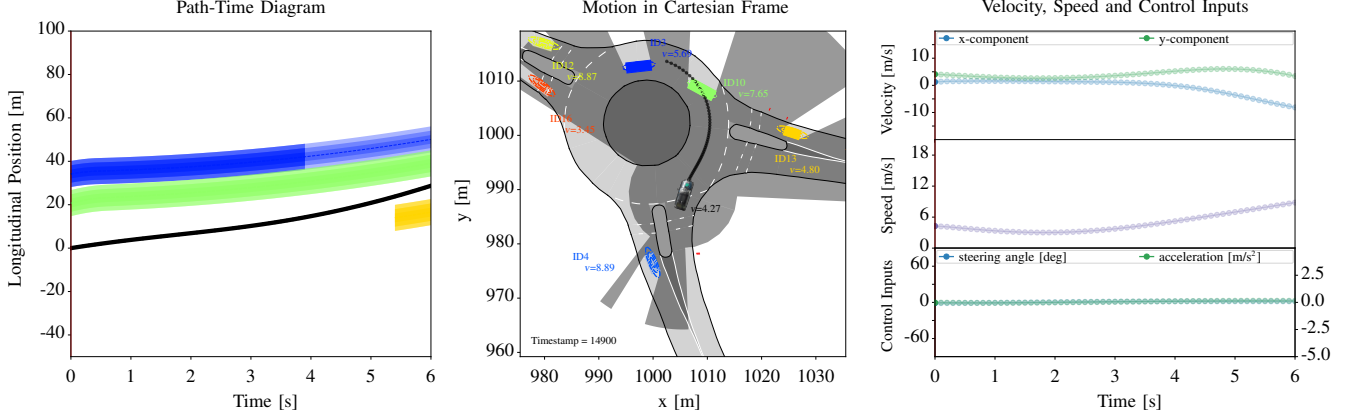 Path-Time Diagram
Longitudinal Position [m]
100
80
60
40
20
0
-20
-40
0
1
2
3
4
5
6
Time [s]
Motion in Cartesian Frame
y [m]
1010
1000
990
980
970
960
ID3
v=5.60
ID12
v=8.87
ID10
v=7.65
ID13
v=4.80
v=4.27
ID4
v=8.89
Timestamp = 14900
980
990
1000
1010
1020
1030
x [m]
Velocity, Speed and Control Inputs
x-component
y-component
Velocity [m/s]
10
0
-10
Speed [m/s]
18
12
6
0
steering angle [deg]
acceleration [m/s²]
Control Inputs
60
0
-60
2.5
0.0
-2.5
-5.0
0
1
2
3
4
5
6
Time [s]